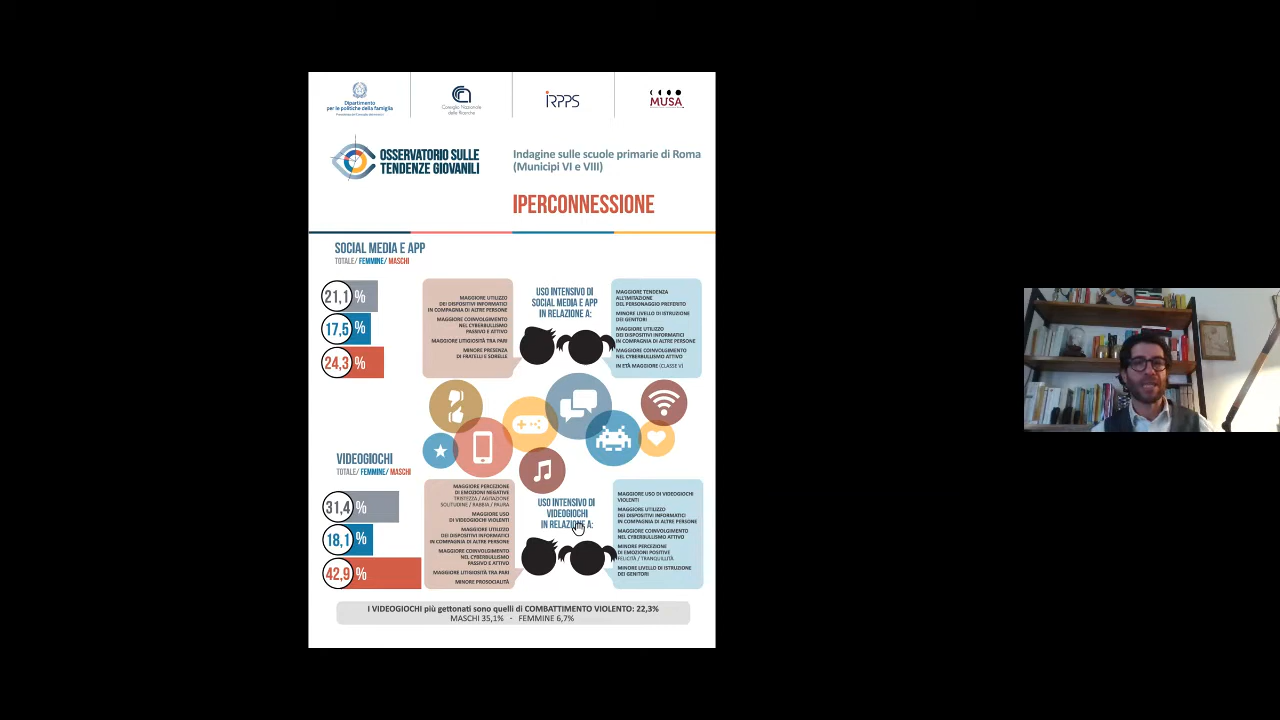 Dipartimento
per le politiche della famiglia
Consiglio Nazionale
delle Ricerche
IRPPS
MUSA
OSSERVATORIO SULLE
TENDENZE GIOVANILI
Indagine sulle scuole primarie di Roma
(Municipi VI e VIII)
IPERCONNESSIONE
SOCIAL MEDIA E APP
TOTALE/ FEMMINE/ MASCHI
21,1 %
17,5 %
24,3 %
MAGGIORE UTILIZZO
DEI DISPOSITIVI INFORMATICI
IN COMPAGNIA DI ALTRE PERSONE
MAGGIORE COINVOLGIMENTO
NEL CYBERBULLISMO
PASSIVO E ATTIVO
MAGGIORE LITIGIOSITÀ TRA PARI
MINORE PRESENZA
DI FRATELLI E SORELLE
USO INTENSIVO DI
SOCIAL MEDIA E APP
IN RELAZIONE A:
MAGGIORE TENDENZA
ALL'IMITAZIONE
DEL PERSONAGGIO PREFERITO
MINORE LIVELLO DI ISTRUZIONE
DEI GENITORI
MAGGIORE UTILIZZO
DEI DISPOSITIVI INFORMATICI
IN COMPAGNIA DI ALTRE PERSONE
MAGGIORE COINVOLGIMENTO
NEL CYBERBULLISMO ATTIVO
IN ETÀ MAGGIORE (CLASSE V)
VIDEOGIOCHI
TOTALE/ FEMMINE/ MASCHI
31,4 %
18,1 %
42,9 %
MAGGIORE PERCEZIONE
DI EMOZIONI NEGATIVE
TRISTEZZA / AGITAZIONE
SOLITUDINE / RABBIA / PAURA
MAGGIORE USO
DI VIDEOGIOCHI VIOLENTI
MAGGIORE UTILIZZO
DEI DISPOSITIVI INFORMATICI
IN COMPAGNIA DI ALTRE PERSONE
MAGGIORE COINVOLGIMENTO
NEL CYBERBULLISMO
PASSIVO E ATTIVO
MAGGIORE LITIGIOSITÀ TRA PARI
MINORE PROSOCIALITÀ
USO INTENSIVO DI
VIDEOGIOCHI
IN RELAZIONE A:
MAGGIORE USO DI VIDEOGIOCHI
VIOLENTI
MAGGIORE UTILIZZO
DEI DISPOSITIVI INFORMATICI
IN COMPAGNIA DI ALTRE PERSONE
MAGGIORE COINVOLGIMENTO
NEL CYBERBULLISMO ATTIVO
MINORE PERCEZIONE
DI EMOZIONI POSITIVE
FELICITÀ / TRANQUILLITÀ
MINORE LIVELLO DI ISTRUZIONE
DEI GENITORI
I VIDEOGIOCHI più gettonati sono quelli di COMBATTIMENTO VIOLENTO: 22,3%
MASCHI 35,1% - FEMMINE 6,7%